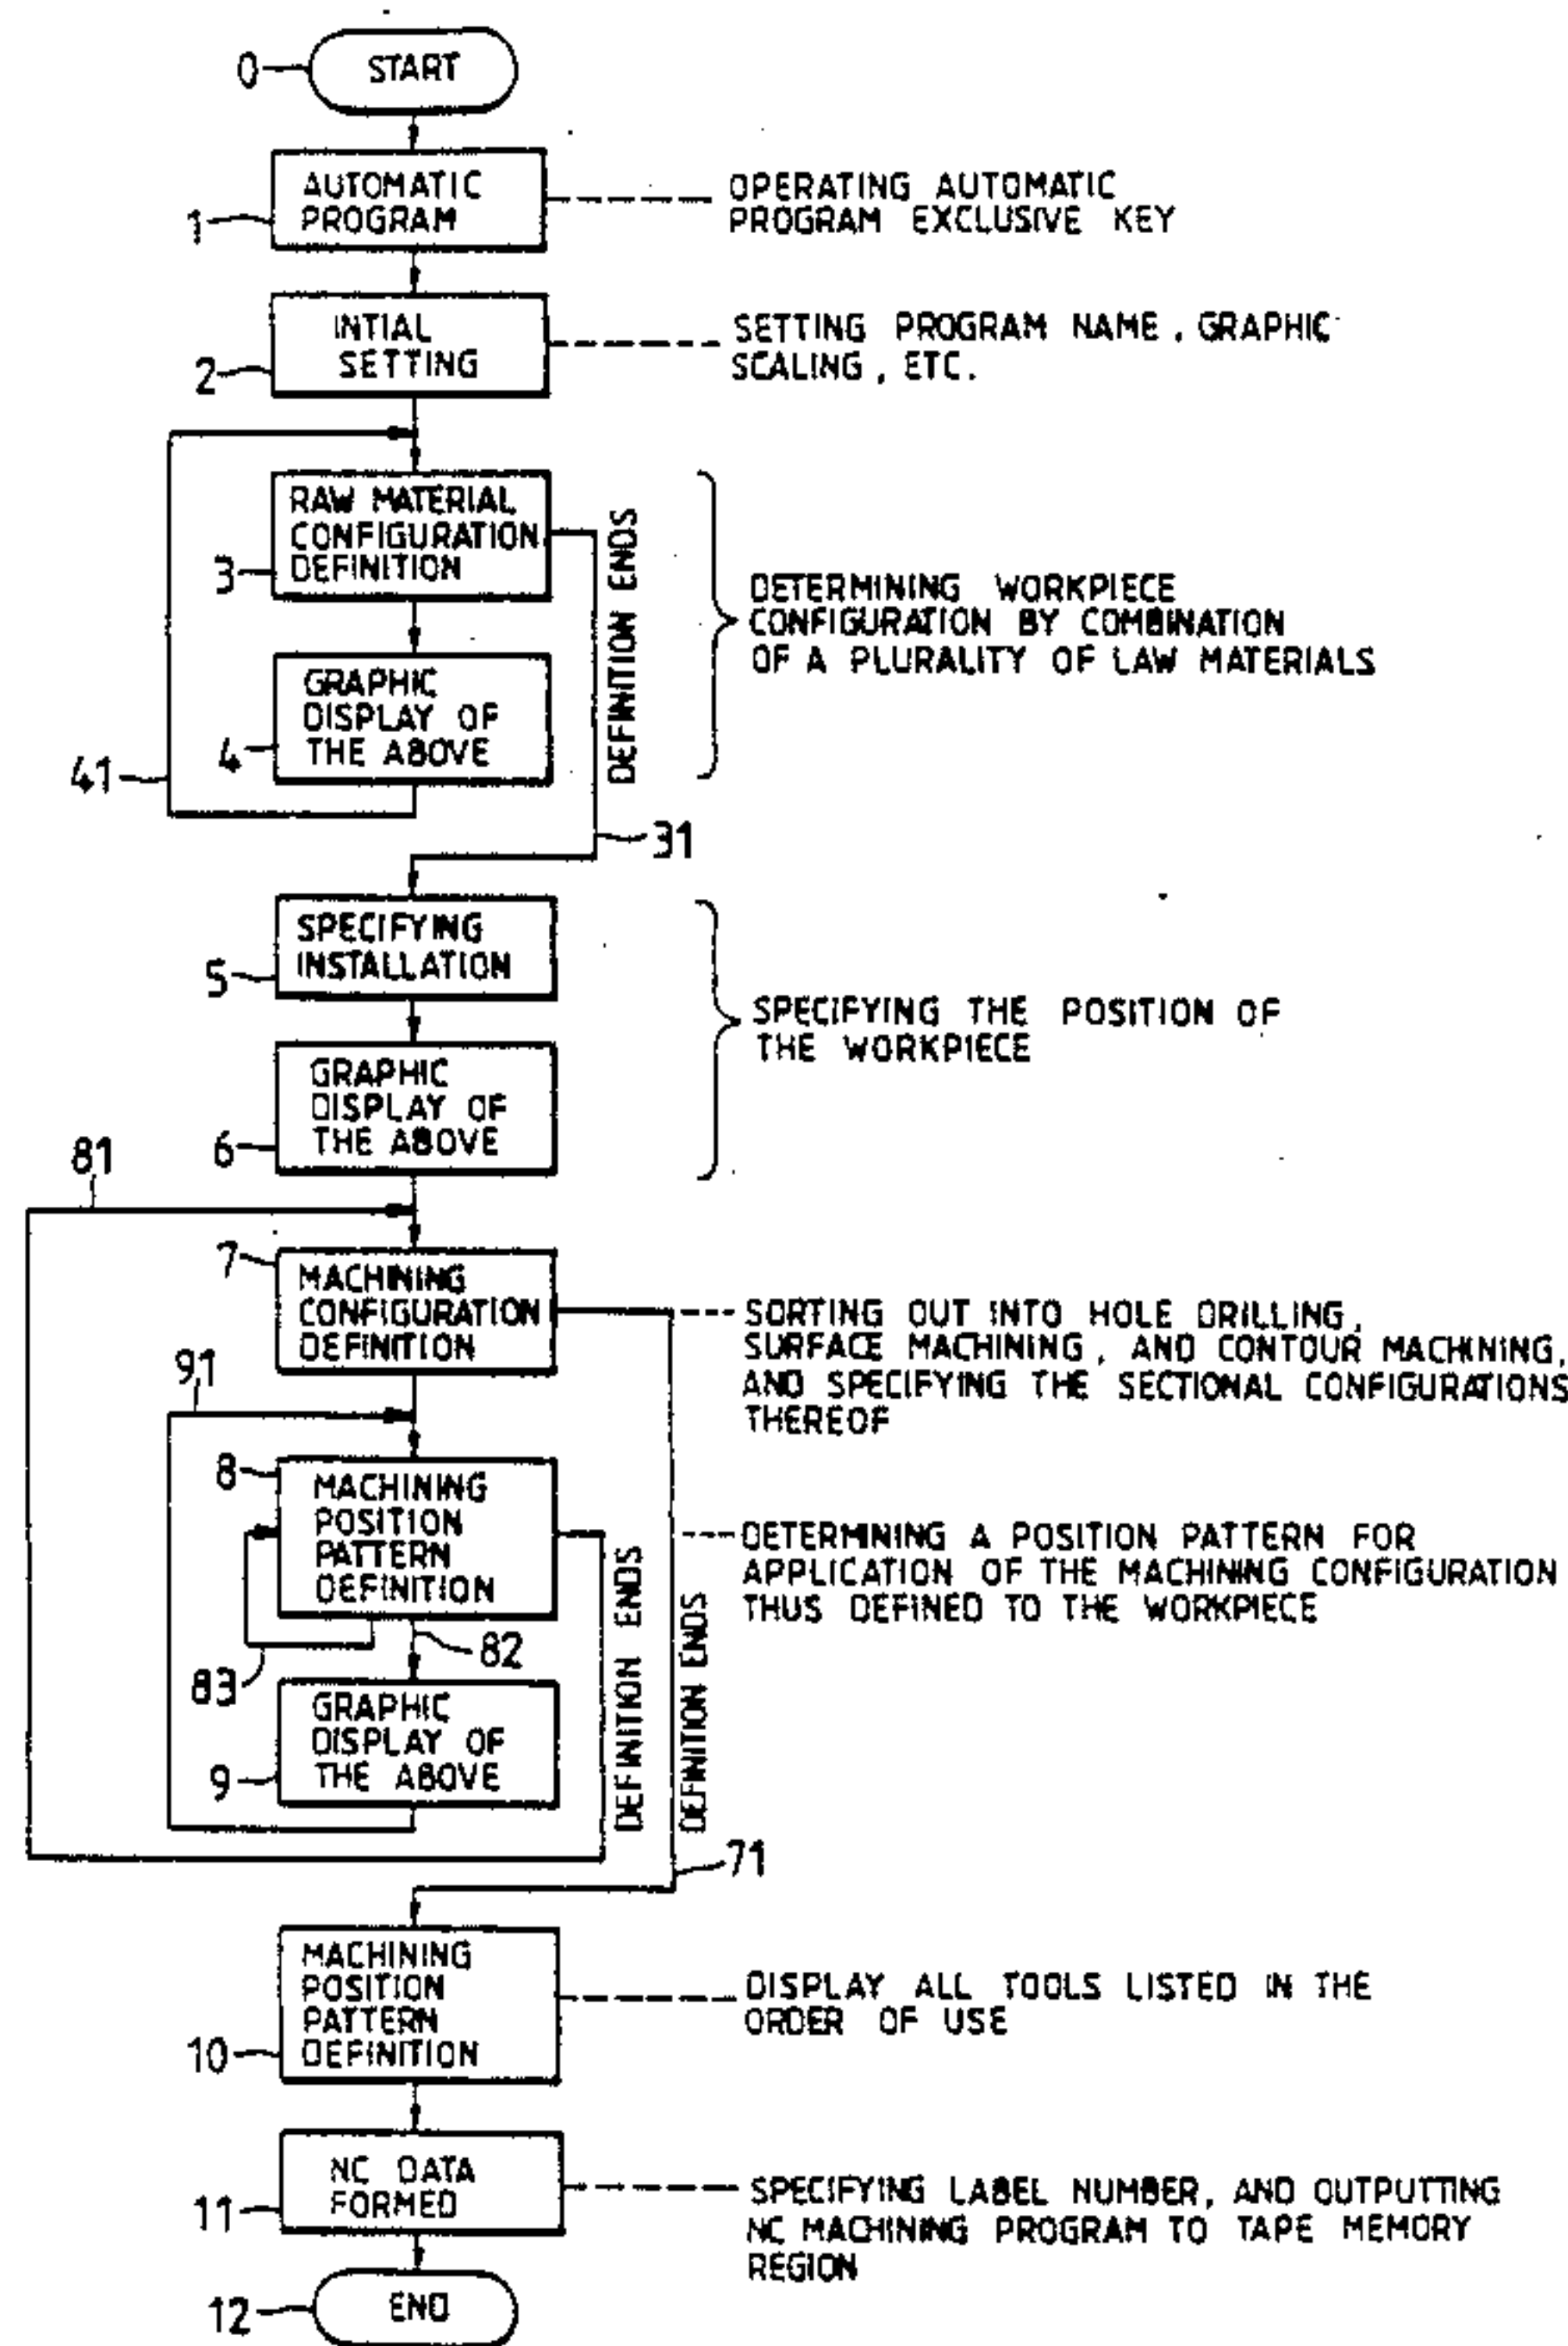 0
START
1
AUTOMATIC
PROGRAM
OPERATING AUTOMATIC
PROGRAM EXCLUSIVE KEY
2
INTIAL
SETTING
SETTING PROGRAM NAME, GRAPHIC
SCALING, ETC.
3
RAW MATERIAL
CONFIGURATION
DEFINITION
4
GRAPHIC
DISPLAY OF
THE ABOVE
41
DEFINITION ENDS
31
DETERMINING WORKPIECE
CONFIGURATION BY COMBINATION
OF A PLURALITY OF LAW MATERIALS
5
SPECIFYING
INSTALLATION
6
GRAPHIC
DISPLAY OF
THE ABOVE
SPECIFYING THE POSITION OF
THE WORKPIECE
81
7
MACHINING
CONFIGURATION
DEFINITION
SORTING OUT INTO HOLE DRILLING,
SURFACE MACHINING, AND CONTOUR MACHINING,
AND SPECIFYING THE SECTIONAL CONFIGURATIONS
THEREOF
91
8
MACHINING
POSITION
PATTERN
DEFINITION
DETERMINING A POSITION PATTERN FOR
APPLICATION OF THE MACHINING CONFIGURATION
THUS DEFINED TO THE WORKPIECE
83
82
9
GRAPHIC
DISPLAY OF
THE ABOVE
DEFINITION ENDS
DEFINITION ENDS
71
10
MACHINING
POSITION
PATTERN
DEFINITION
DISPLAY ALL TOOLS LISTED IN THE
ORDER OF USE
11
NC DATA
FORMED
SPECIFYING LABEL NUMBER, AND OUTPUTTING
NC MACHINING PROGRAM TO TAPE MEMORY
REGION
12
END